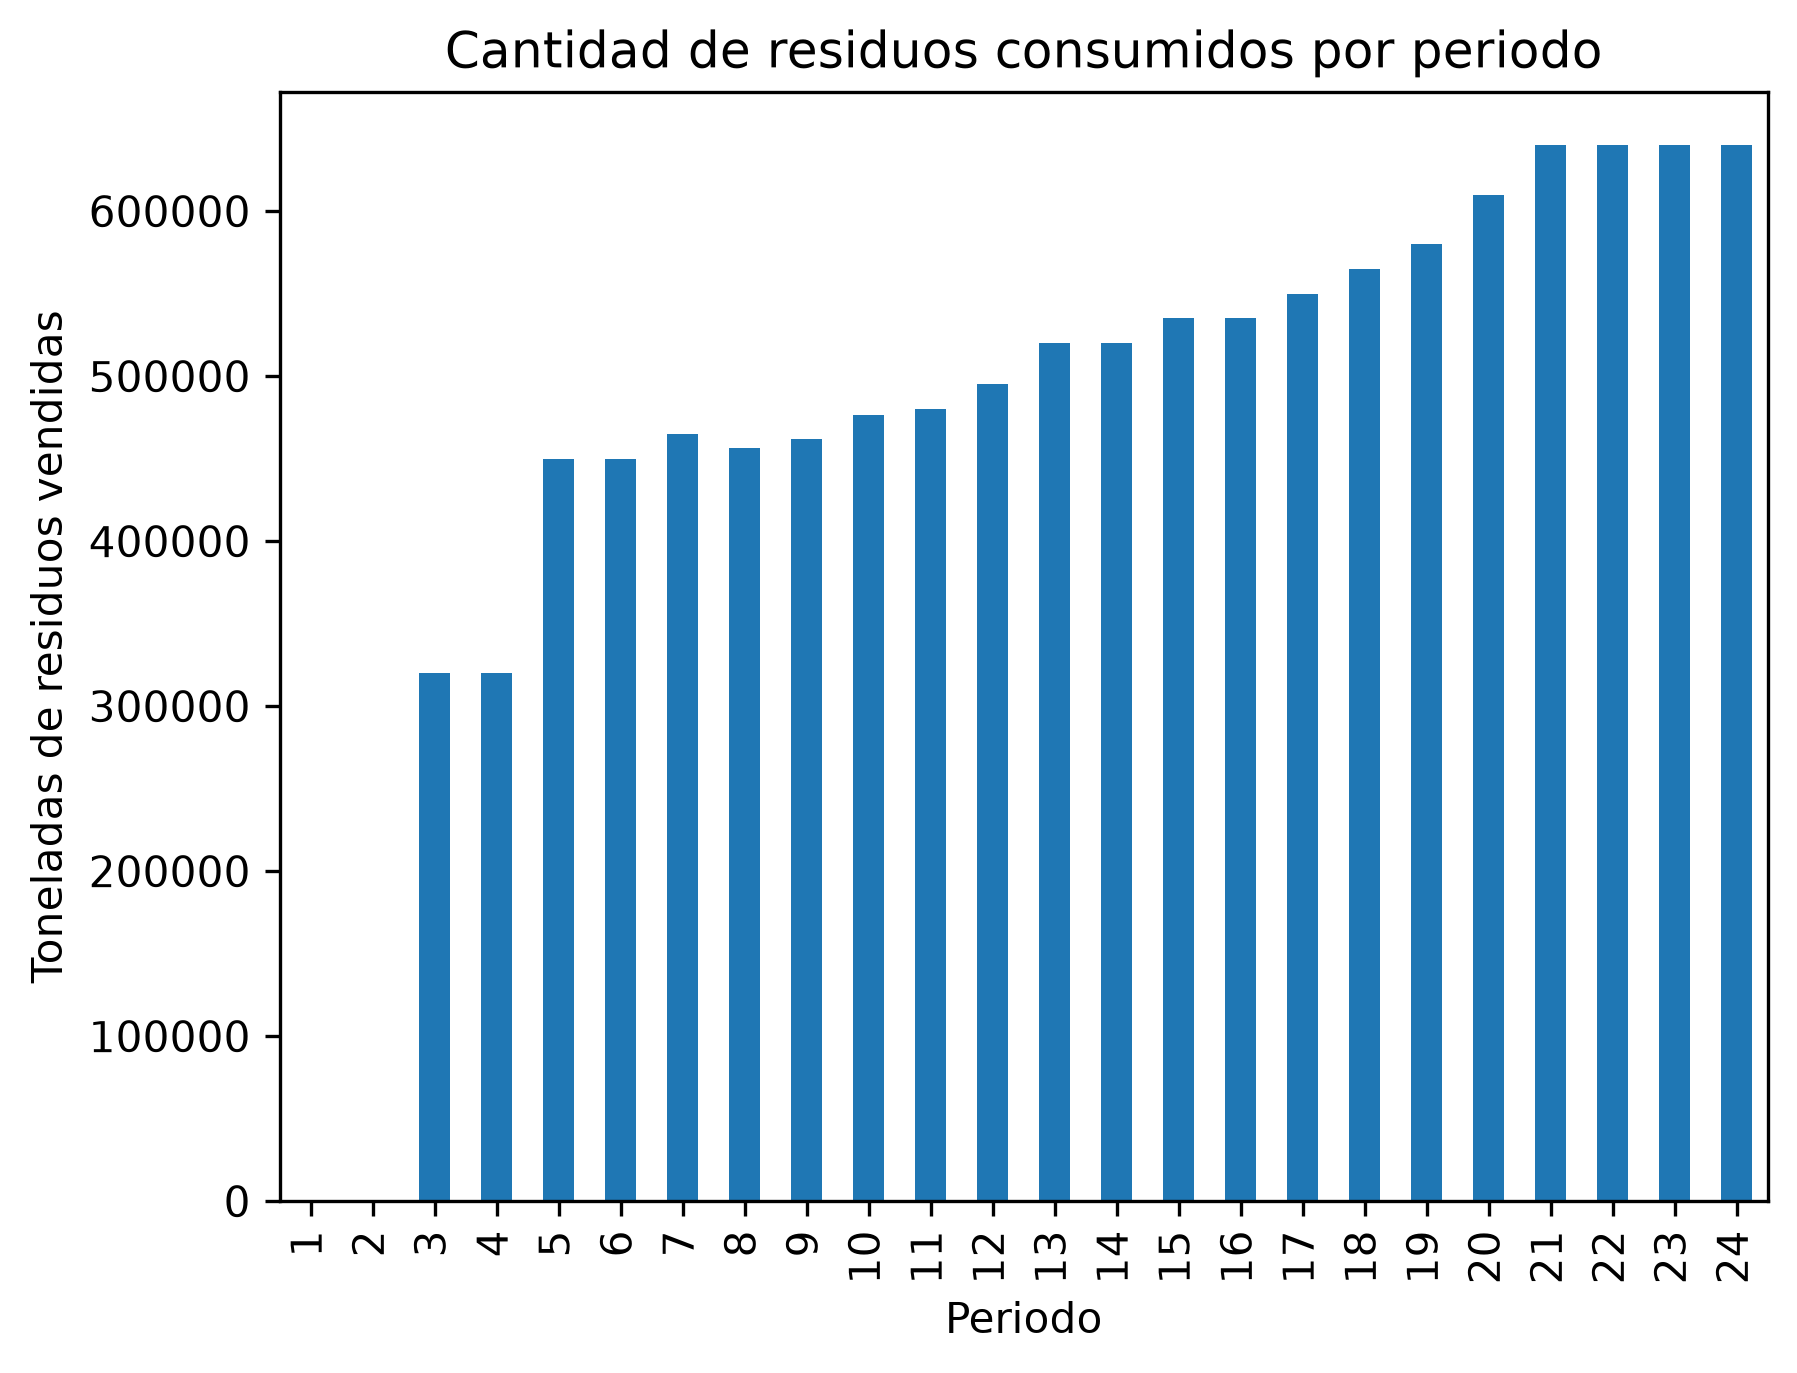 Cantidad de residuos consumidos por periodo
Toneladas de residuos vendidas
600000
500000
400000
300000
200000
100000
0
1 2 3 4 5 6 7 8 9 10 11 12 13 14 15 16 17 18 19 20 21 22 23 24
Periodo